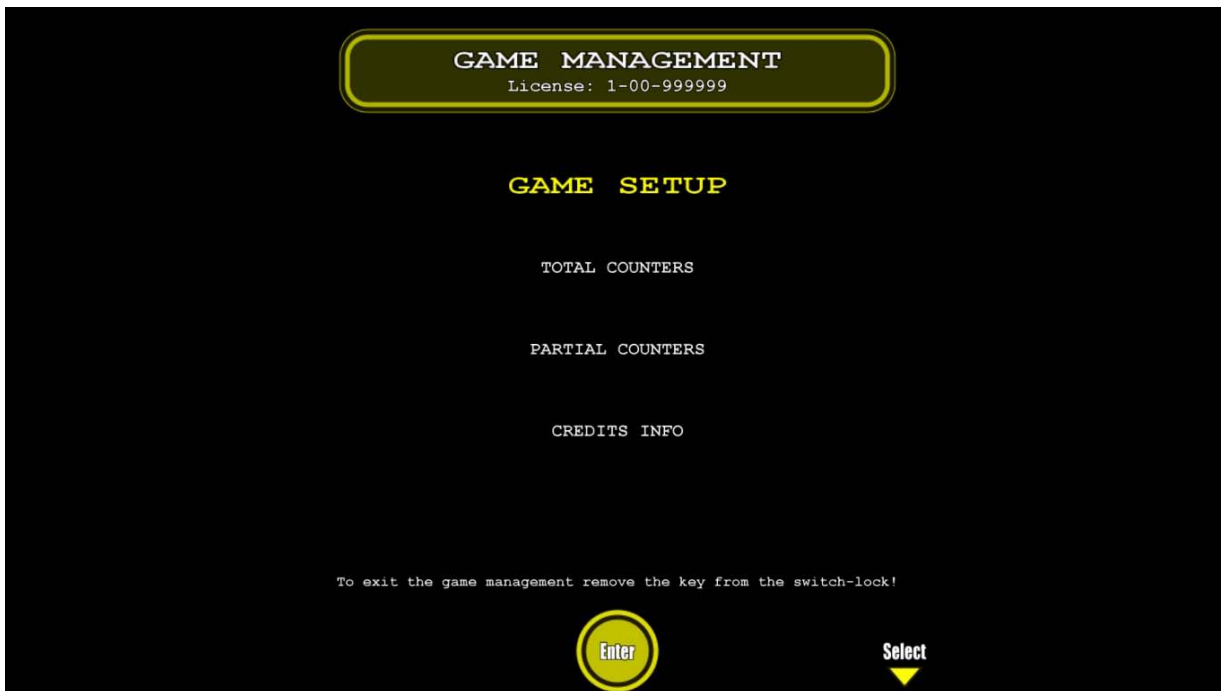 GAME MANAGEMENT
License: 1-00-999999
GAME SETUP
TOTAL COUNTERS
PARTIAL COUNTERS
CREDITS INFO
To exit the game management remove the key from the switch-lock!
Enter
Select